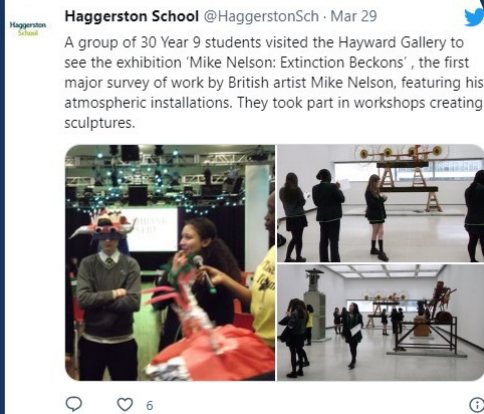 Haggerston
School
Haggerston School @HaggerstonSch · Mar 29
A group of 30 Year 9 students visited the Hayward Gallery to
see the exhibition ‘Mike Nelson: Extinction Beckons’ , the first
major survey of work by British artist Mike Nelson, featuring his
atmospheric installations. They took part in workshops creating
sculptures.
6